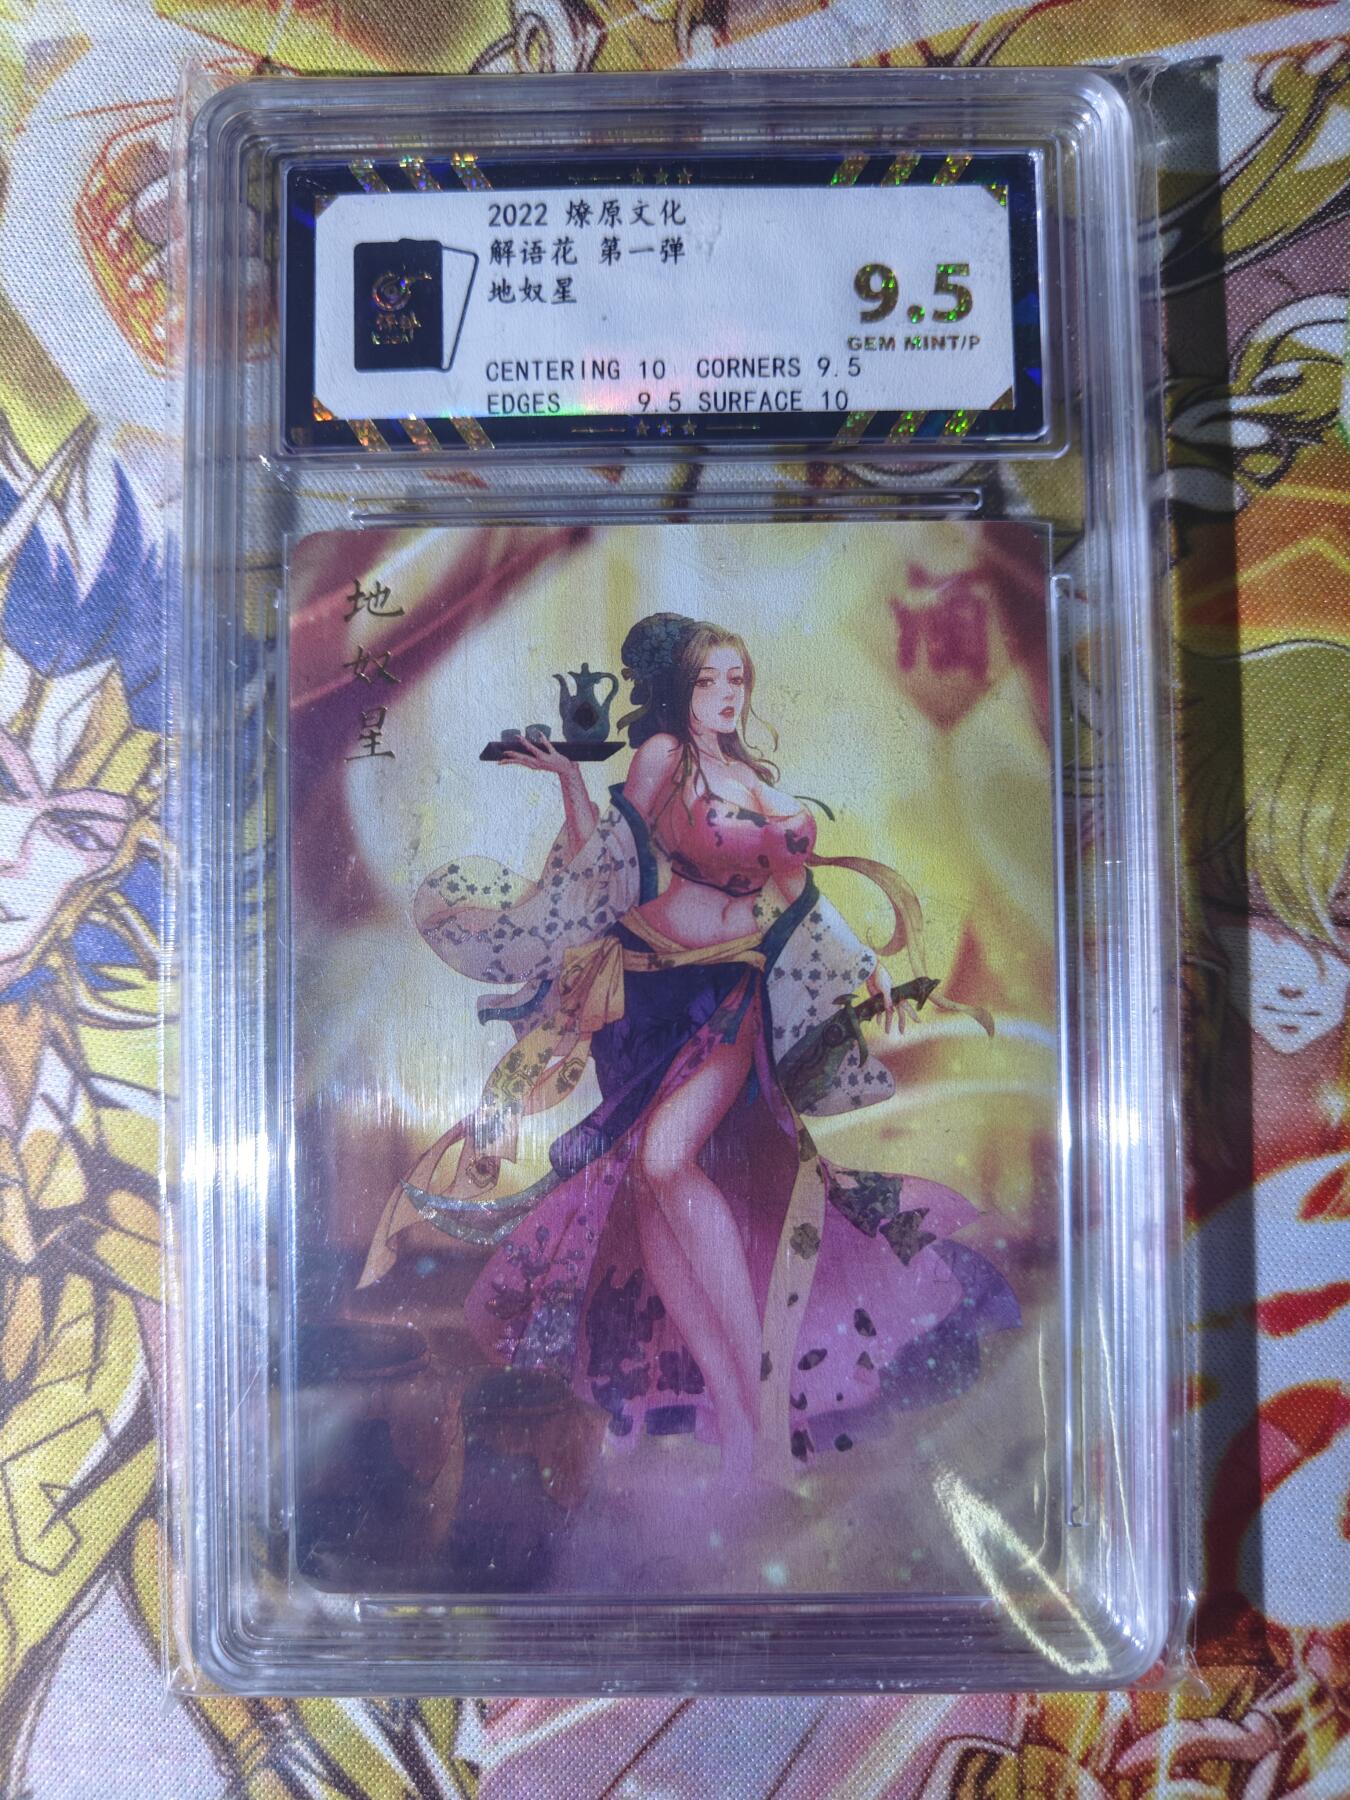 2022 燎原文化
解语花 第一弹
地奴星
9.5
GEM MINT/P
CENTERING 10 CORNERS 9.5
EDGES 9.5 SURFACE 10
地奴星
酒